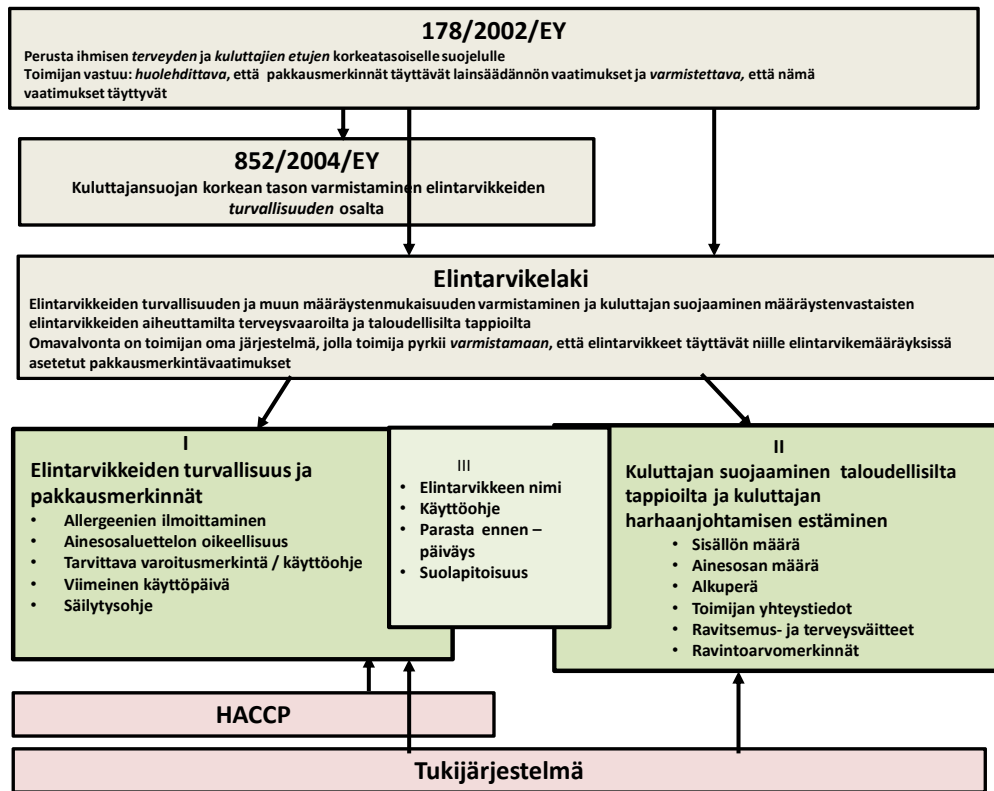 178/2002/EY
Perusta ihmisen terveyden ja kuluttajien etujen korkeatasoiselle suojelulle
Toimijan vastuu: huolehdittava, että pakkausmerkinnät täyttävät lainsäädännön vaatimukset ja varmistettava, että nämä
vaatimukset täyttyvät
852/2004/EY
Kuluttajansuojan korkean tason varmistaminen elintarvikkeiden
turvallisuuden osalta
Elintarvikelaki
Elintarvikkeiden turvallisuuden ja muun määräystenmukaisuuden varmistaminen ja kuluttajan suojaaminen määräystenvastaisten
elintarvikkeiden aiheuttamilta terveysvaaroilta ja taloudellisilta tappioilta
Omavalvonta on toimijan oma järjestelmä, jolla toimija pyrkii varmistamaan, että elintarvikkeet täyttävät niille elintarvikemääräyksissä
asetetut pakkausmerkintävaatimukset
I
Elintarvikkeiden turvallisuus ja
pakkausmerkinnät
• Allergeenien ilmoittaminen
• Ainesosaluettelon oikeellisuus
• Tarvittava varoitusmerkintä / käyttöohje
• Viimeinen käyttöpäivä
• Säilytysohje
III
• Elintarvikkeen nimi
• Käyttöohje
• Parasta ennen –
päiväys
• Suolapitoisuus
II
Kuluttajan suojaaminen taloudellisilta
tappioilta ja kuluttajan
harhaanjohtamisen estäminen
• Sisällön määrä
• Ainesosan määrä
• Alkuperä
• Toimijan yhteystiedot
• Ravitsemus- ja terveysväitteet
• Ravintoarvomerkinnät
HACCP
Tukijärjestelmä